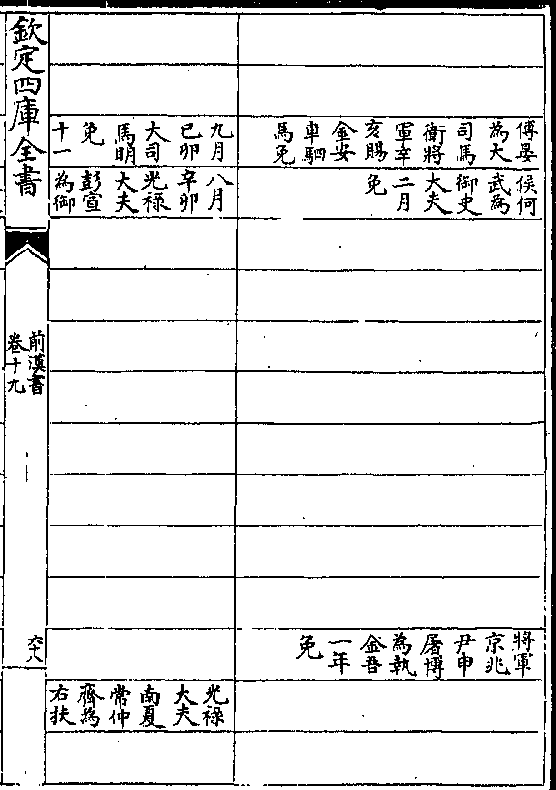 傅晏
為大
司馬
衛將
軍辛
亥賜
金安
車駟
馬免
侯何
武為
御史
大夫
二月
免
將軍
京兆
尹申
屠博
為執
金吾
一年
免
九月
已卯
大司
馬明
免
十一
八月
辛卯
光祿
大夫
彭宣
為御
光祿
大夫
南夏
常仲
齊為
右扶
欽定四庫全書
前漢書
卷十九
六十八